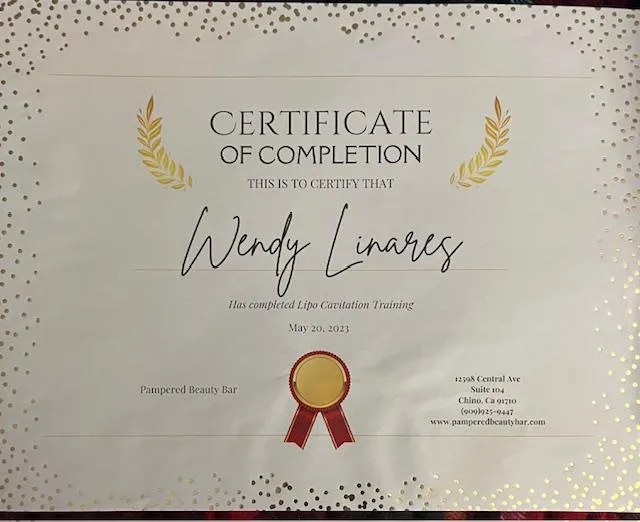 CERTIFICATE
OF COMPLETION
THIS IS TO CERTIFY THAT
Wendy Linares
Has completed Lipo Cavitation Training
May 20, 2023
Pampered Beauty Bar
12598 Central Ave
Suite 104
Chino, Ca 91710
(909)925-9447
www.pamperedbeautybar.com